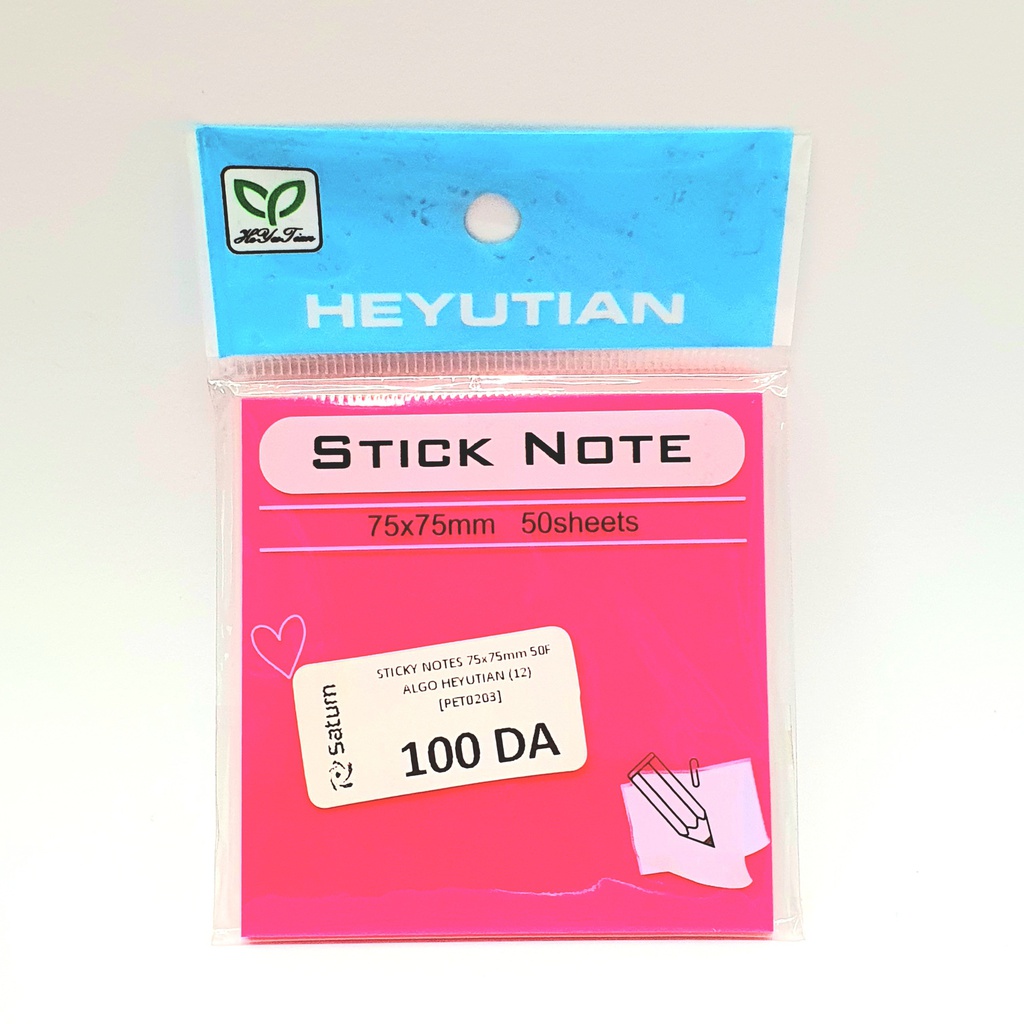 HeYuTian
HEYUTIAN
STICK NOTE
75x75mm 50sheets
STICKY NOTES 75x75mm 50F
ALGO HEYUTIAN (12)
[PET0203]
Saturn
100 DA